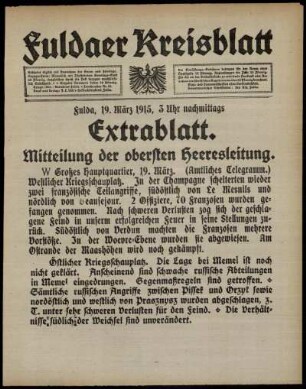 Fuldaer Kreisblatt
Fulda, 19. März 1915, 3 Uhr nachmittags
Extrablatt.
Mitteilung der obersten Heeresleitung.
W Großes Hauptquartier, 19. März. (Amtliches Telegramm.)
Westlicher Kriegsschauplatz. In der Champagne scheiterten wieder
zwei französische Teilangriffe, südöstlich von Le Mesnils und
nördlich von Beausejour. 2 Offiziere, 70 Franzosen wurden ge-
fangen genommen. Nach schweren Verlusten zog sich der geschla-
gene Feind in unserem erfolgreichen Feuer in seine Stellungen zu-
rück. Südöstlich von Verdun machten die Franzosen mehrere
Vorstöße. In der Woevre-Ebene wurden sie abgewiesen. Am
Ostrande der Maashöhen wird noch gekämpft.
Östlicher Kriegsschauplatz. Die Lage bei Memel ist noch
nicht geklärt. Anscheinend sind schwache russische Abteilungen
in Memel eingedrungen. Gegenmaßregeln sind getroffen. +
Sämtliche russischen Angriffe zwischen Pissek und Orzyk sowie
nordöstlich und westlich von Prasznysz wurden abgeschlagen, z.
T. unter sehr schweren Verlusten für den Feind. + Die Verhält-
nisse südlich der Weichsel sind unverändert.